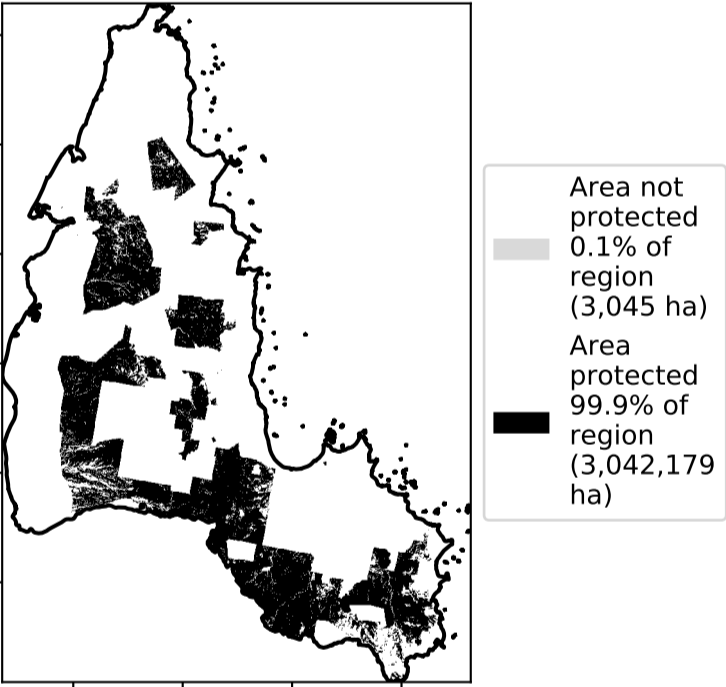 Area not
protected
0.1% of
region
(3,045 ha)
Area
protected
99.9% of
region
(3,042,179
ha)